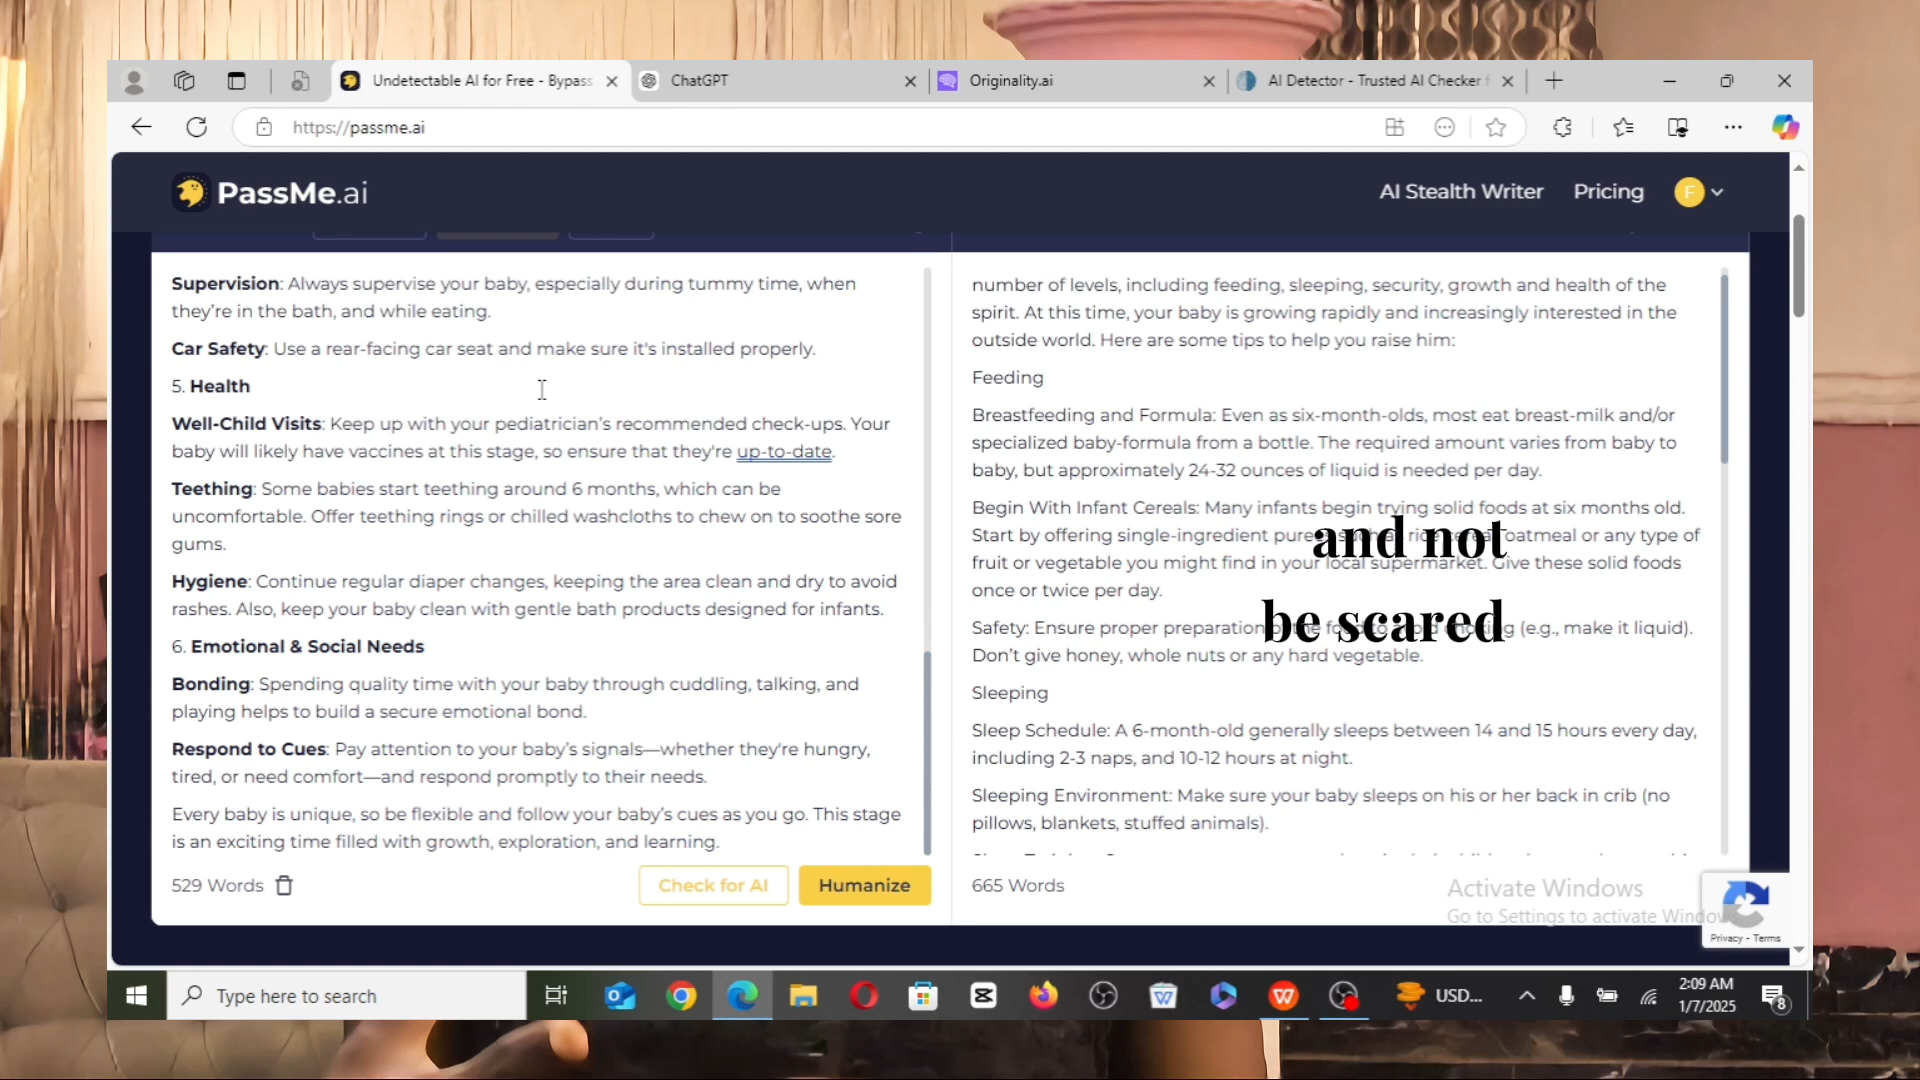 Undetectable AI for Free - Bypass
ChatGPT
Originality.ai
AI Detector - Trusted AI Checker f
https://passme.ai
PassMe.ai
AI Stealth Writer
Pricing
F
Supervision: Always supervise your baby, especially during tummy time, when
they're in the bath, and while eating.
Car Safety: Use a rear-facing car seat and make sure it's installed properly.
5. Health
Well-Child Visits: Keep up with your pediatrician's recommended check-ups. Your
baby will likely have vaccines at this stage, so ensure that they're up-to-date.
Teething: Some babies start teething around 6 months, which can be
uncomfortable. Offer teething rings or chilled washcloths to chew on to soothe sore
gums.
Hygiene: Continue regular diaper changes, keeping the area clean and dry to avoid
rashes. Also, keep your baby clean with gentle bath products designed for infants.
6. Emotional & Social Needs
Bonding: Spending quality time with your baby through cuddling, talking, and
playing helps to build a secure emotional bond.
Respond to Cues: Pay attention to your baby's signals—whether they're hungry,
tired, or need comfort—and respond promptly to their needs.
Every baby is unique, so be flexible and follow your baby's cues as you go. This stage
is an exciting time filled with growth, exploration, and learning.
529 Words
Check for AI
Humanize
number of levels, including feeding, sleeping, security, growth and health of the
spirit. At this time, your baby is growing rapidly and increasingly interested in the
outside world. Here are some tips to help you raise him:
Feeding
Breastfeeding and Formula: Even as six-month-olds, most eat breast-milk and/or
specialized baby-formula from a bottle. The required amount varies from baby to
baby, but approximately 24-32 ounces of liquid is needed per day.
Begin With Infant Cereals: Many infants begin trying solid foods at six months old.
Start by offering single-ingredient purees such as rice cereal, oatmeal or any type of
fruit or vegetable you might find in your local supermarket. Give these solid foods
once or twice per day.
Safety: Ensure proper preparation of the food to avoid choking (e.g., make it liquid).
Don't give honey, whole nuts or any hard vegetable.
Sleeping
Sleep Schedule: A 6-month-old generally sleeps between 14 and 15 hours every day,
including 2-3 naps, and 10-12 hours at night.
Sleeping Environment: Make sure your baby sleeps on his or her back in crib (no
pillows, blankets, stuffed animals).
665 Words
and not
be scared
Activate Windows
Go to Settings to activate Windows
Privacy - Terms
Type here to search
USD...
2:09 AM
1/7/2025
8